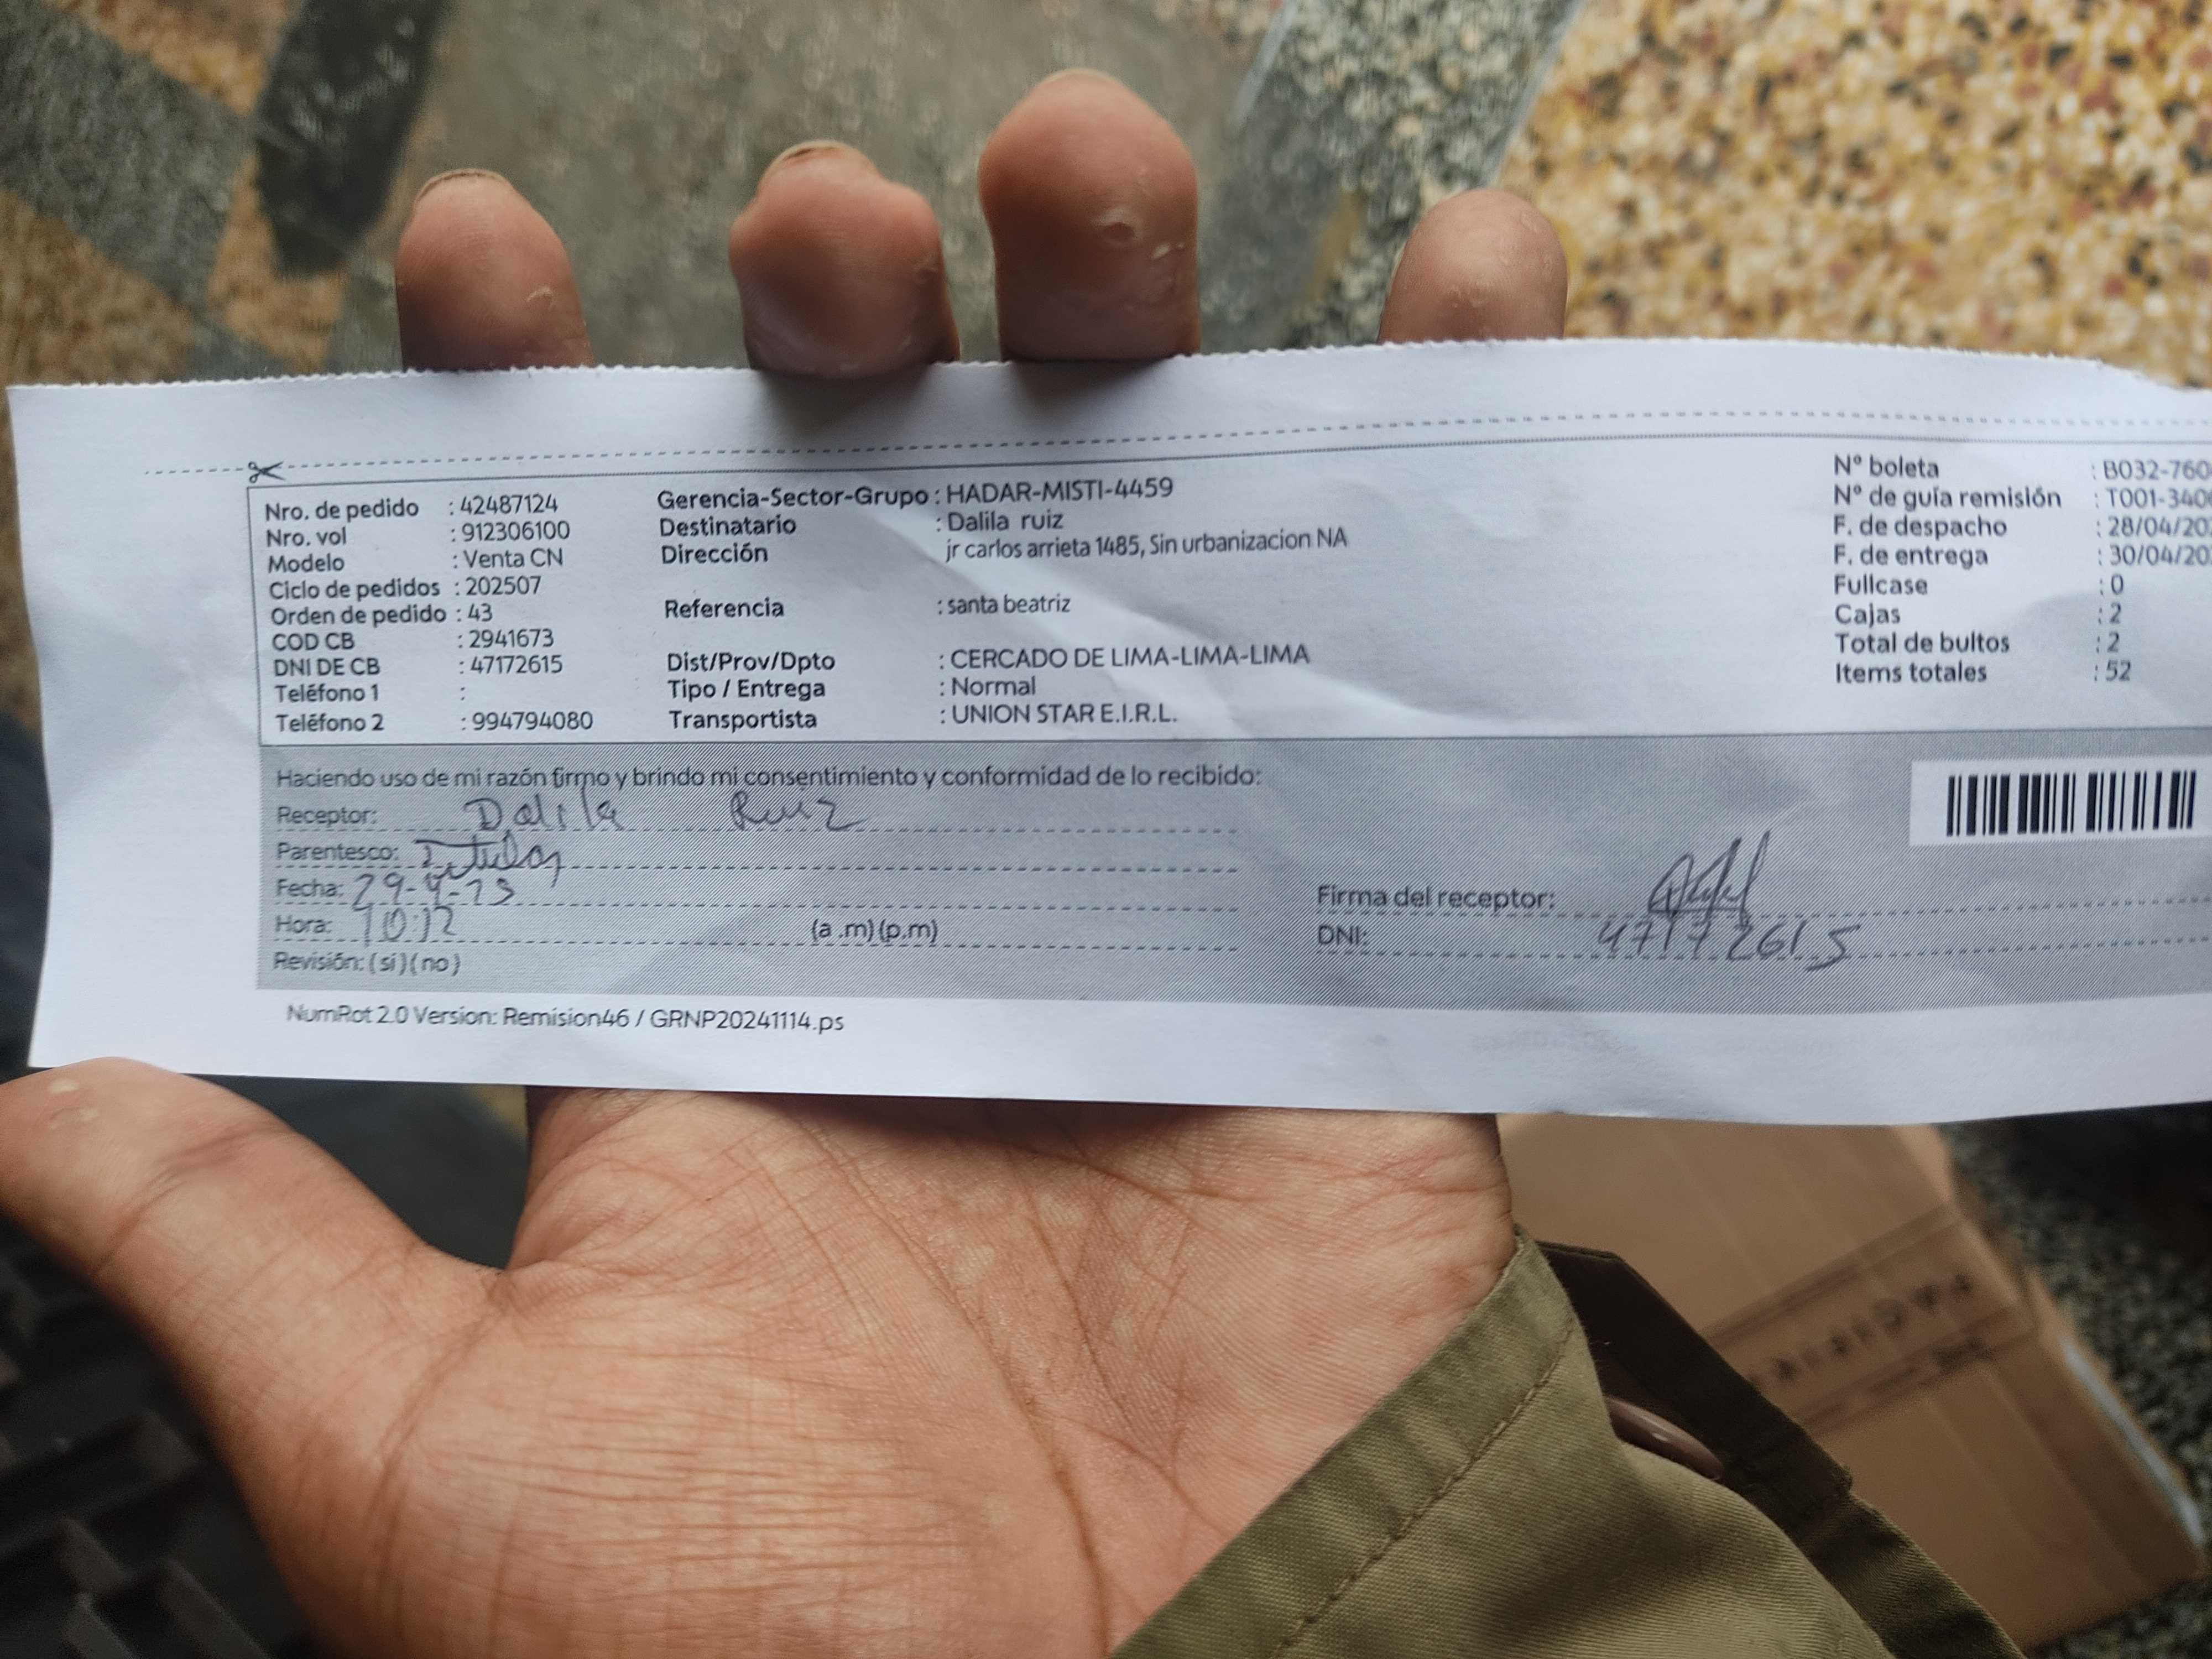 Nro. de pedido : 42487124
Nro. vol : 912306100
Modelo : Venta CN
Ciclo de pedidos : 202507
Orden de pedido : 43
COD CB : 2941673
DNI DE CB : 47172615
Teléfono 1 :
Teléfono 2 : 994794080
Gerencia-Sector-Grupo : HADAR-MISTI-4459
Destinatario : Dalila ruiz
Dirección jr carlos arrieta 1485, Sin urbanizacion NA
Referencia : santa beatriz
Dist/Prov/Dpto : CERCADO DE LIMA-LIMA-LIMA
Tipo / Entrega : Normal
Transportista : UNION STAR E.I.R.L.
N° boleta : B032-760
N° de guía remisión : T001-340
F. de despacho : 28/04/20
F. de entrega : 30/04/20
Fullcase : 0
Cajas : 2
Total de bultos : 2
Items totales : 52
Haciendo uso de mi razón firmo y brindo mi consentimiento y conformidad de lo recibido:
Receptor: Dalila Ruiz
Parentesco: Titular
Fecha: 29-4-25
Hora: 10:12 (a .m) (p.m)
Revisión: (si) (no)
Firma del receptor:
DNI: 47172615
NumRot 2.0 Version: Remision46 / GRNP20241114.ps